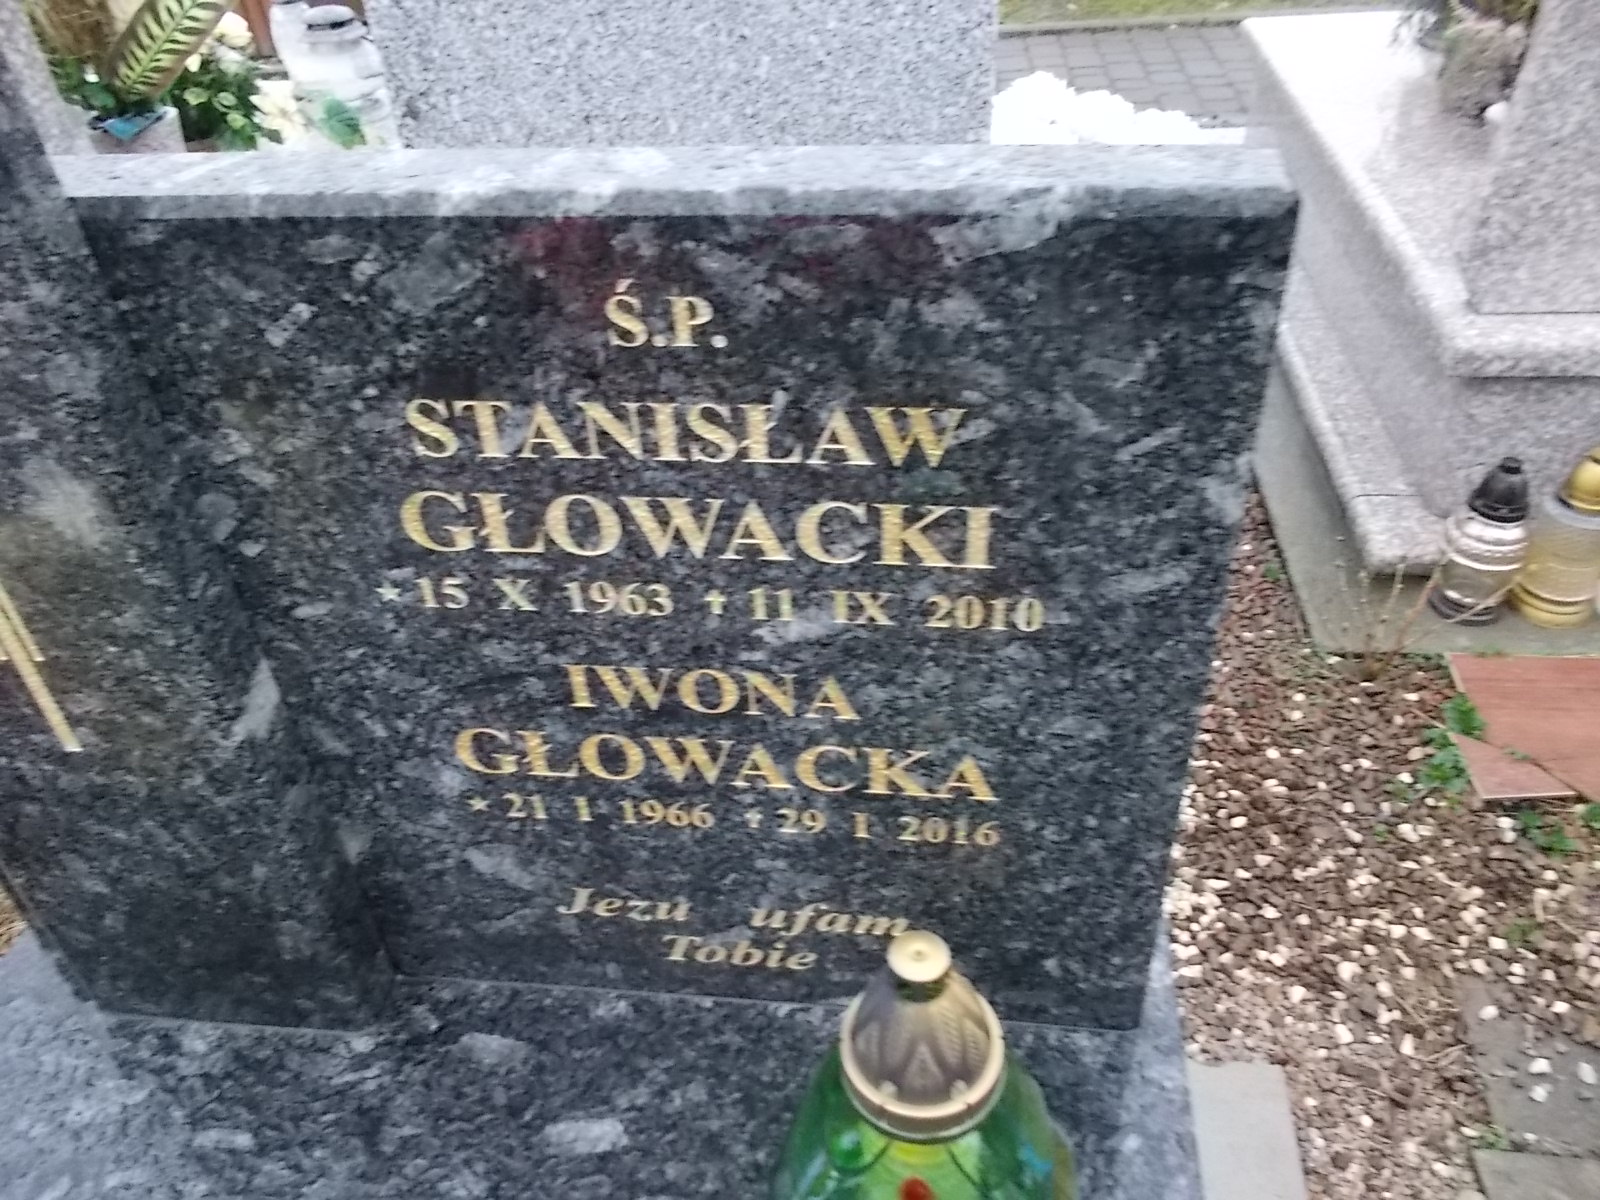 Ś.P.
STANISŁAW
GŁOWACKI
* 15 X 1963 † 11 IX 2010
IWONA
GŁOWACKA
* 21 I 1966 † 29 I 2016
Jezu ufam
Tobie